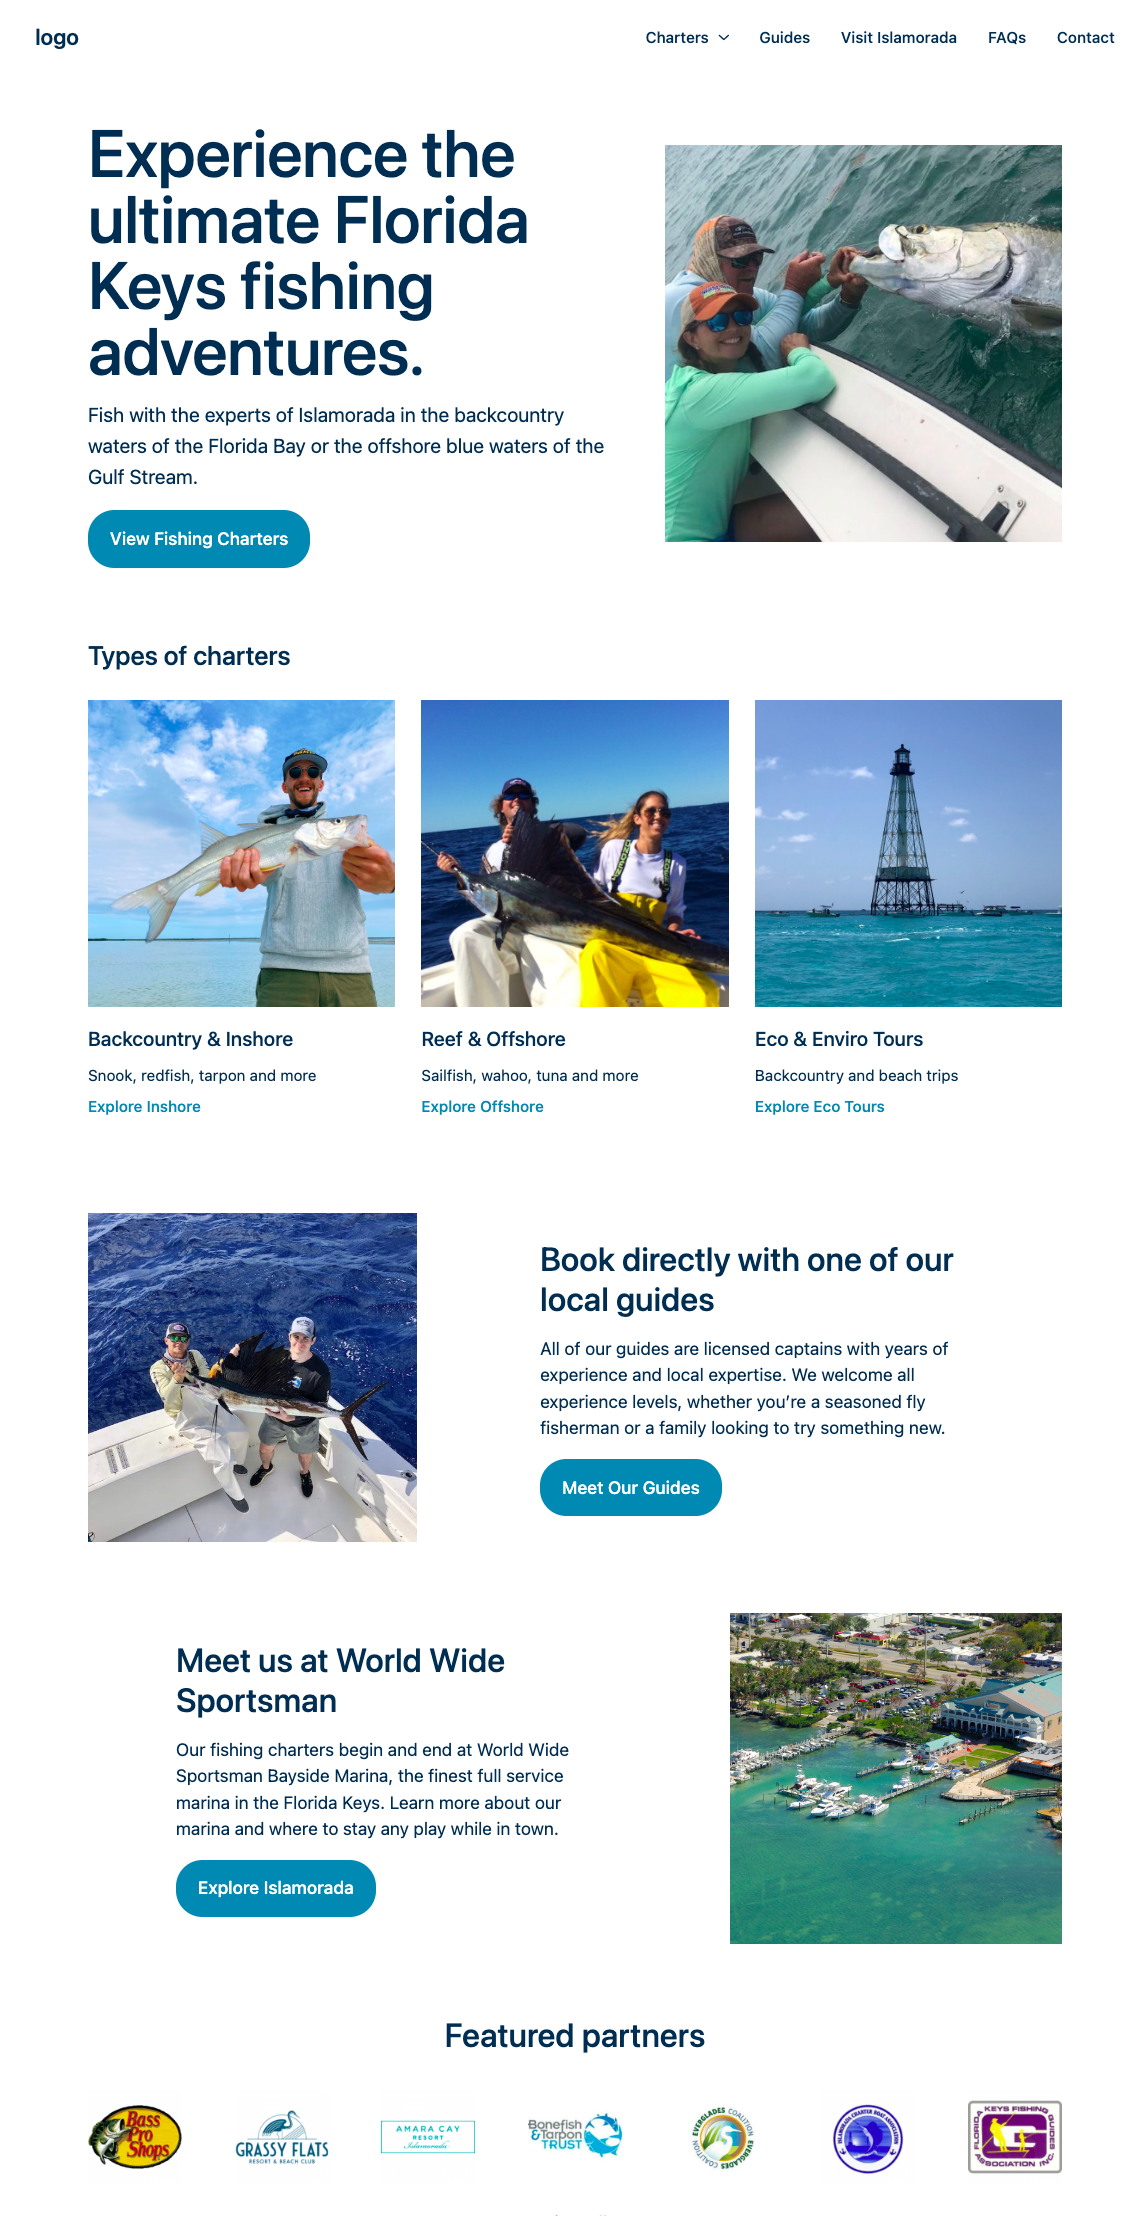 logo
Charters
Guides
Visit Islamorada
FAQs
Contact
Experience the
ultimate Florida
Keys fishing
adventures.
Fish with the experts of Islamorada in the backcountry
waters of the Florida Bay or the offshore blue waters of the
Gulf Stream.
View Fishing Charters
Types of charters
Backcountry & Inshore
Snook, redfish, tarpon and more
Explore Inshore
Reef & Offshore
Sailfish, wahoo, tuna and more
Explore Offshore
Eco & Enviro Tours
Backcountry and beach trips
Explore Eco Tours
Book directly with one of our
local guides
All of our guides are licensed captains with years of
experience and local expertise. We welcome all
experience levels, whether you’re a seasoned fly
fisherman or a family looking to try something new.
Meet Our Guides
Meet us at World Wide
Sportsman
Our fishing charters begin and end at World Wide
Sportsman Bayside Marina, the finest full service
marina in the Florida Keys. Learn more about our
marina and where to stay any play while in town.
Explore Islamorada
Featured partners
Bass
Pro
Shops
GRASSY FLATS
RESORT & BEACH CLUB
AMARA CAY
RESORT
Islamorada
Bonefish
& Tarpon
TRUST
EVERGLADES COALITION
EVERGLADES COALITION
ISLAMORADA CHARTER BOAT ASSOCIATION
FLORIDA KEYS FISHING GUIDES
ASSOCIATION INC.